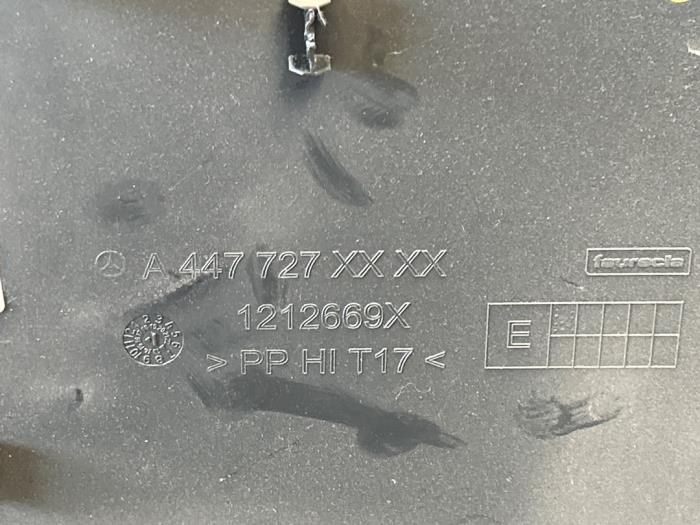 A 447 727 XX XX
faurecia
1212669X
E
> PP HI T17 <